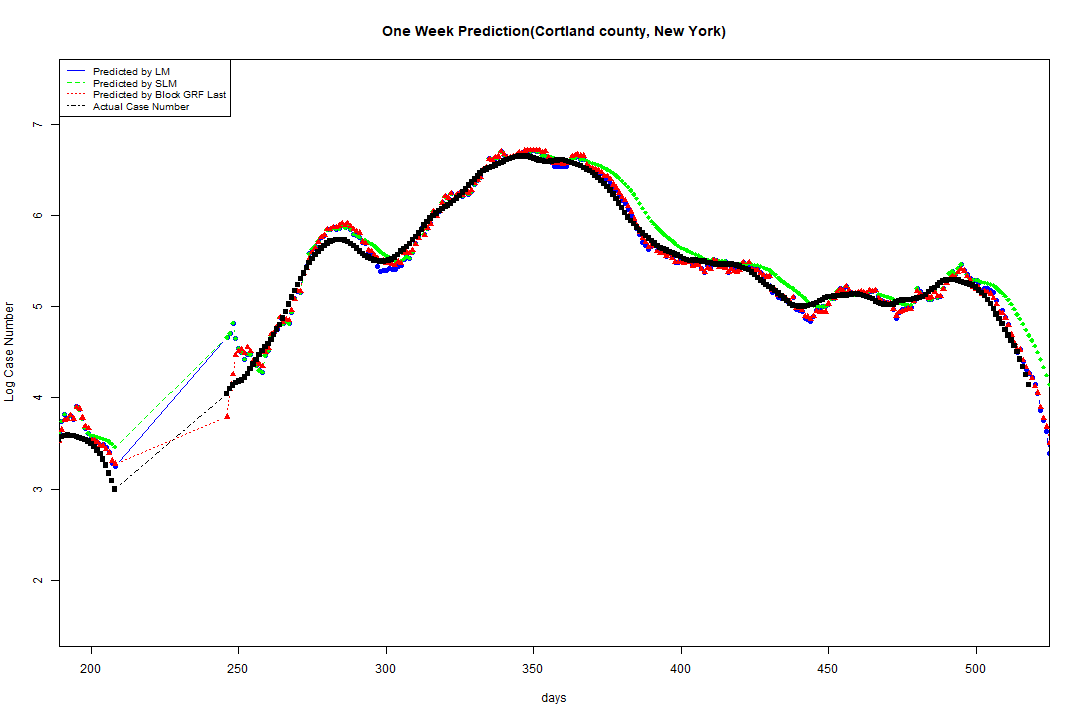 One Week Prediction(Cortland county, New York)
Predicted by LM
Predicted by SLM
Predicted by Block GRF Last
Actual Case Number
7
6
5
4
3
2
Log Case Number
200 250 300 350 400 450 500
days